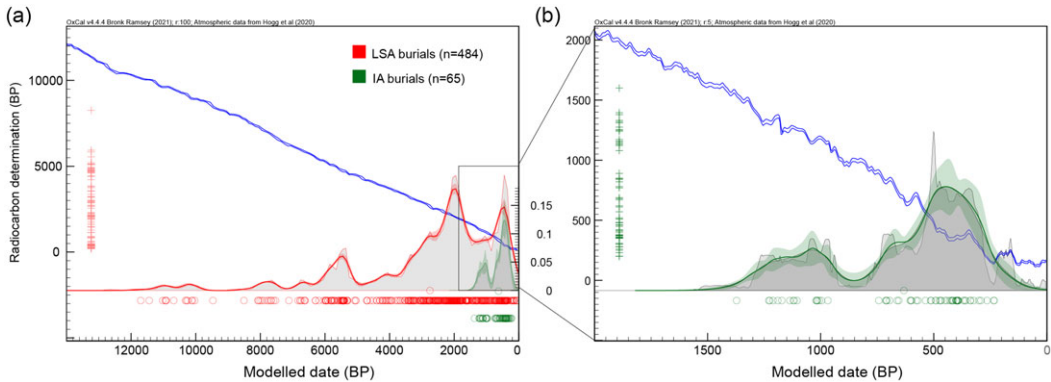 (a)
OxCal v4.4.4 Bronk Ramsey (2021); r:100; Atmospheric data from Hogg et al (2020)
LSA burials (n=484)
IA burials (n=65)
Radiocarbon determination (BP)
10000
5000
0
0.15
0.1
0.05
0
12000 10000 8000 6000 4000 2000 0
Modelled date (BP)
(b)
OxCal v4.4.4 Bronk Ramsey (2021); r:5; Atmospheric data from Hogg et al (2020)
2000
1500
1000
500
0
1500 1000 500 0
Modelled date (BP)